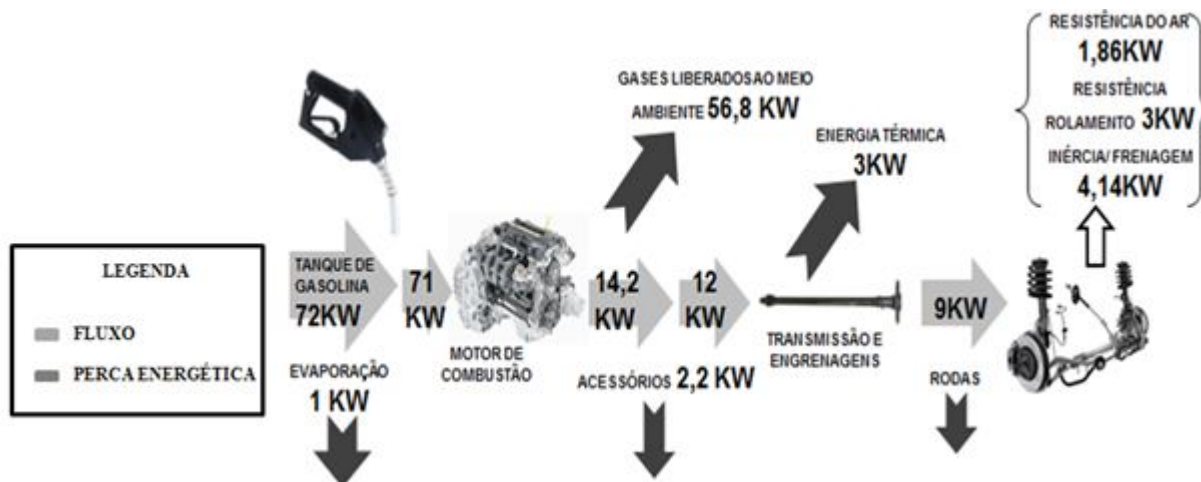 RESISTÊNCIA DO AR
1,86KW
RESISTÊNCIA
ROLAMENTO 3KW
INÉRCIA/ FRENAGEM
4,14KW
GASES LIBERADOSAO MEIO
AMBIENTE 56,8 KW
ENERGIA TÉRMICA
3KW
LEGENDA
FLUXO
PERCA ENERGÉTICA
TANQUE DE
GASOLINA
72KW
EVAPORAÇÃO
1 KW
71
KW
MOTOR DE
COMBUSTÃO
14,2
KW
ACESSÓRIOS 2,2 KW
12
KW
TRANSMISSÃO E
ENGRENAGENS
9KW
RODAS